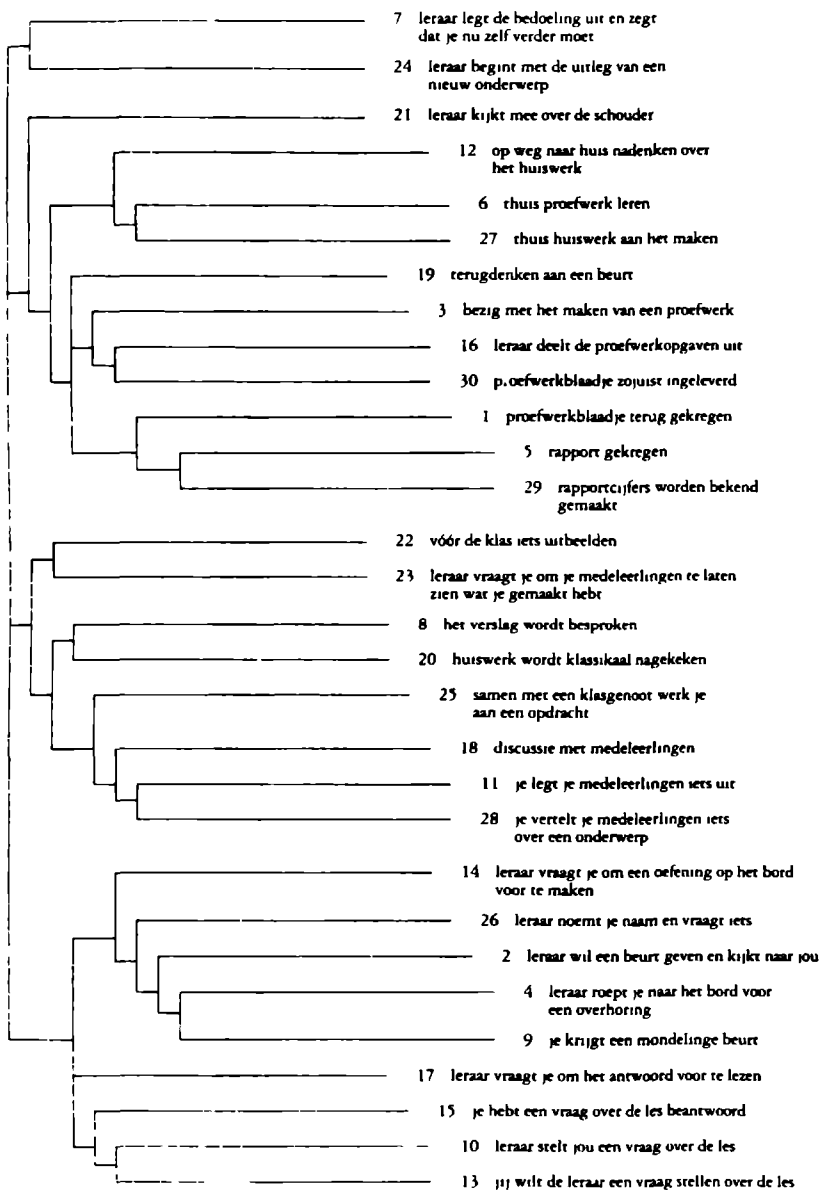 7 leraar legt de bedoeling uit en zegt
dat je nu zelf verder moet
24 leraar begint met de uitleg van een
nieuw onderwerp
21 leraar kijkt mee over de schouder
12 op weg naar huis nadenken over
het huiswerk
6 thuis proefwerk leren
27 thuis huiswerk aan het maken
19 terugdenken aan een beurt
3 bezig met het maken van een proefwerk
16 leraar deelt de proefwerkopgaven uit
30 p.oefwerkblaadje zojuist ingeleverd
1 proefwerkblaadje terug gekregen
5 rapport gekregen
29 rapportcijfers worden bekend
gemaakt
22 vóór de klas iets uitbeelden
23 leraar vraagt je om je medeleerlingen te laten
zien wat je gemaakt hebt
8 het verslag wordt besproken
20 huiswerk wordt klassikaal nagekeken
25 samen met een klasgenoot werk je
aan een opdracht
18 discussie met medeleerlingen
11 je legt je medeleerlingen iets uit
28 je vertelt je medeleerlingen iets
over een onderwerp
14 leraar vraagt je om een oefening op het bord
voor te maken
26 leraar noemt je naam en vraagt iets
2 leraar wil een beurt geven en kijkt naar jou
4 leraar roept je naar het bord voor
een overhoring
9 je krijgt een mondelinge beurt
17 leraar vraagt je om het antwoord voor te lezen
15 je hebt een vraag over de les beantwoord
10 leraar stelt jou een vraag over de les
13 jij wilt de leraar een vraag stellen over de les